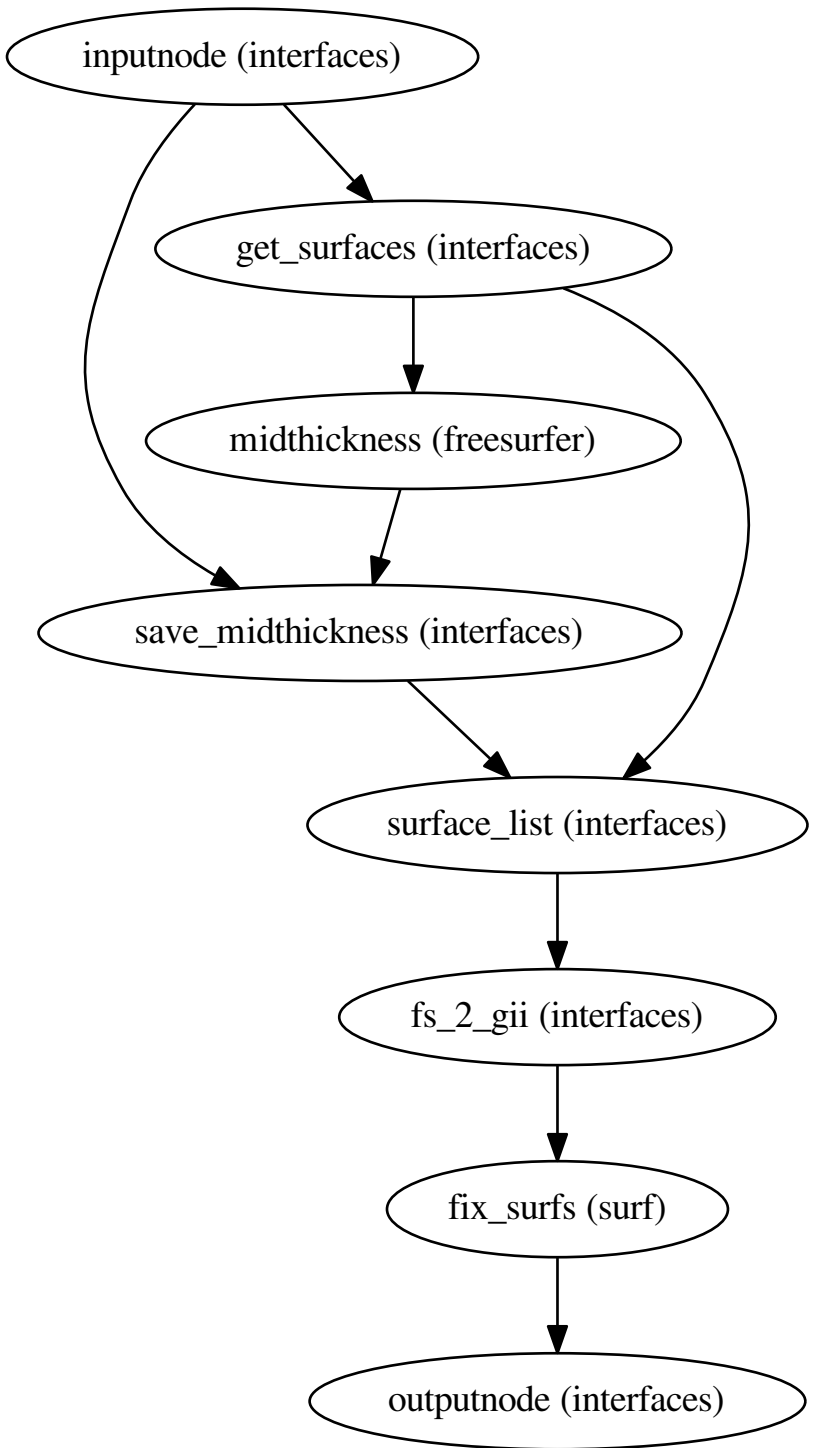 inputnode (interfaces)
get_surfaces (interfaces)
midthickness (freesurfer)
save_midthickness (interfaces)
surface_list (interfaces)
fs_2_gii (interfaces)
fix_surfs (surf)
outputnode (interfaces)